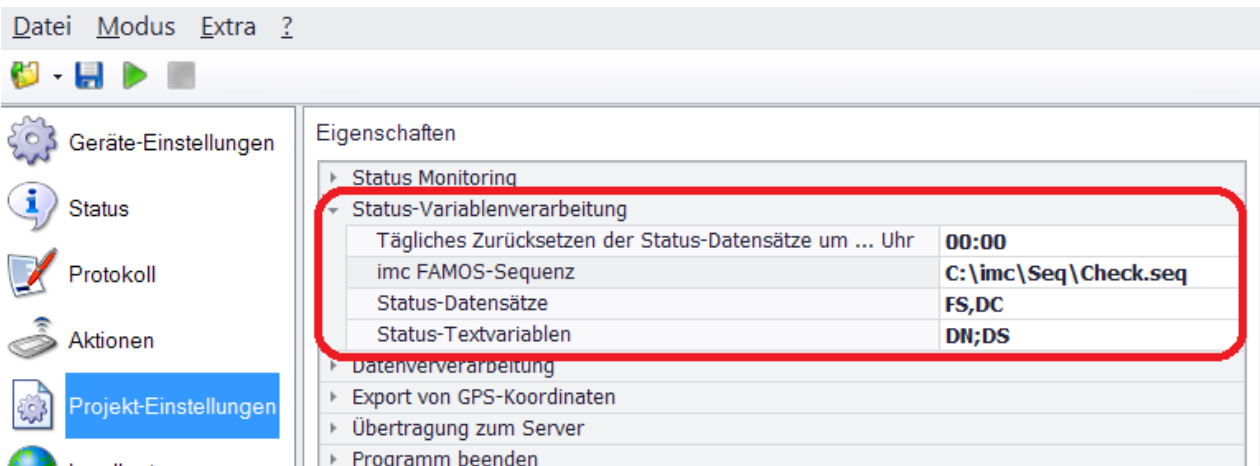 Datei Modus Extra ?
Geräte-Einstellungen
Status
Protokoll
Aktionen
Projekt-Einstellungen
Eigenschaften
Status Monitoring
Status-Variablenverarbeitung
Tägliches Zurücksetzen der Status-Datensätze um ... Uhr 00:00
imc FAMOS-Sequenz C:\imc\Seq\Check.seq
Status-Datensätze FS,DC
Status-Textvariablen DN;DS
Datenververarbeitung
Export von GPS-Koordinaten
Übertragung zum Server
Programm beenden